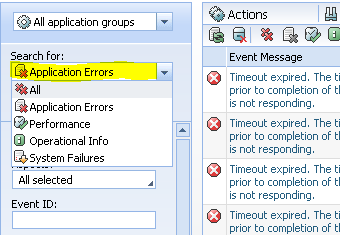 All application groups
Search for:
Application Errors
All
Application Errors
Performance
Operational Info
System Failures
All selected
Event ID:
Actions
Event Message
Timeout expired. The ti
prior to completion of th
is not responding.
Timeout expired. The ti
prior to completion of th
is not responding.
Timeout expired. The ti
prior to completion of th
is not responding.
Timeout expired. The ti
prior to completion of th